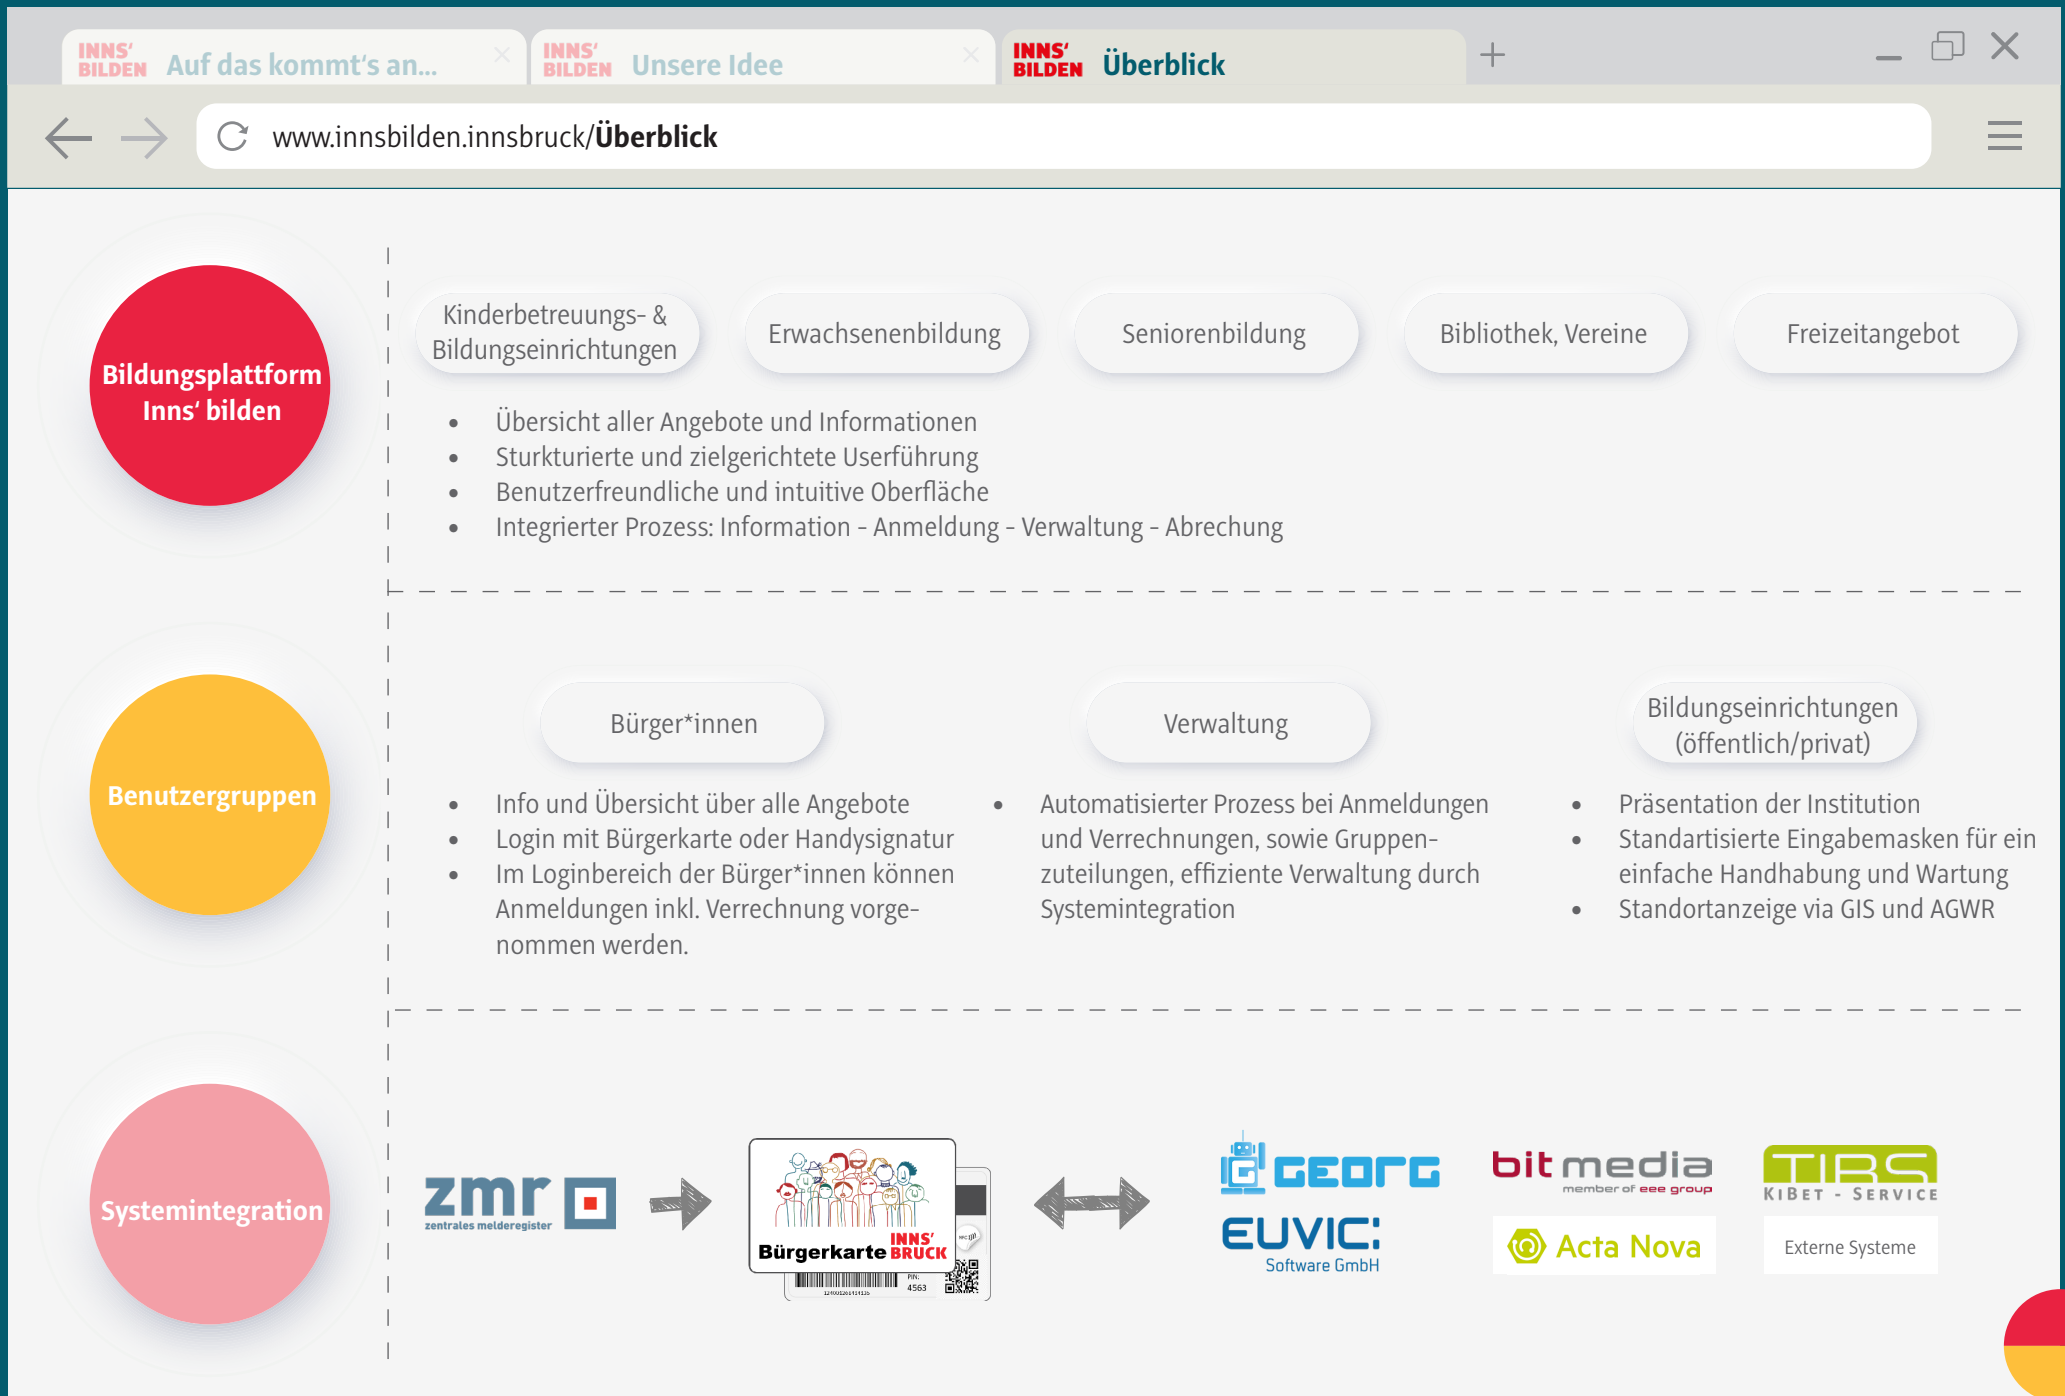 INNS' BILDEN Auf das kommt's an...
INNS' BILDEN Unsere Idee
INNS' BILDEN Überblick
www.innsbilden.innsbruck/Überblick
Bildungsplattform
Inns' bilden
Kinderbetreuungs- &
Bildungseinrichtungen
Erwachsenenbildung
Seniorenbildung
Bibliothek, Vereine
Freizeitangebot
• Übersicht aller Angebote und Informationen
• Sturkturierte und zielgerichtete Userführung
• Benutzerfreundliche und intuitive Oberfläche
• Integrierter Prozess: Information - Anmeldung - Verwaltung - Abrechung
Benutzergruppen
Bürger*innen
• Info und Übersicht über alle Angebote
• Login mit Bürgerkarte oder Handysignatur
• Im Loginbereich der Bürger*innen können
Anmeldungen inkl. Verrechnung vorge-
nommen werden.
Verwaltung
• Automatisierter Prozess bei Anmeldungen
und Verrechnungen, sowie Gruppen-
zuteilungen, effiziente Verwaltung durch
Systemintegration
Bildungseinrichtungen
(öffentlich/privat)
• Präsentation der Institution
• Standartisierte Eingabemasken für ein
einfache Handhabung und Wartung
• Standortanzeige via GIS und AGWR
Systemintegration
zmr
zentrales melderegister
Bürgerkarte INNS' BRUCK
PIN:
4563
GEORG
EUVIC:
Software GmbH
bit media
member of eee group
Acta Nova
TIRS
KIBET - SERVICE
Externe Systeme